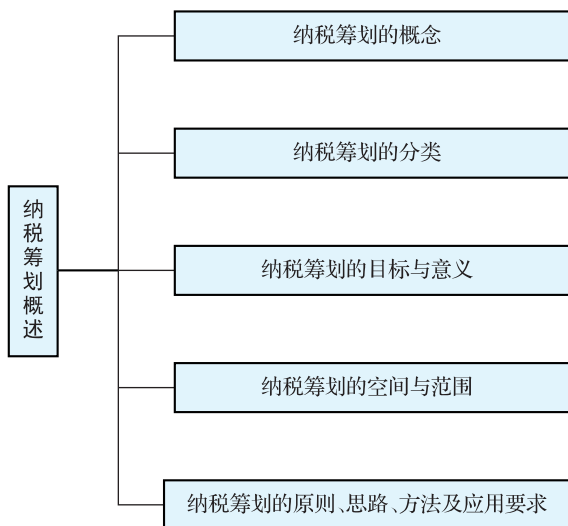 纳税筹划概述
纳税筹划的概念
纳税筹划的分类
纳税筹划的目标与意义
纳税筹划的空间与范围
纳税筹划的原则、思路、方法及应用要求